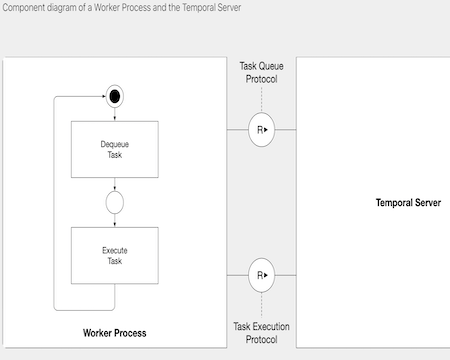 Component diagram of a Worker Process and the Temporal Server
Task Queue
Protocol
R
Dequeue
Task
Temporal Server
Execute
Task
R
Worker Process
Task Execution
Protocol